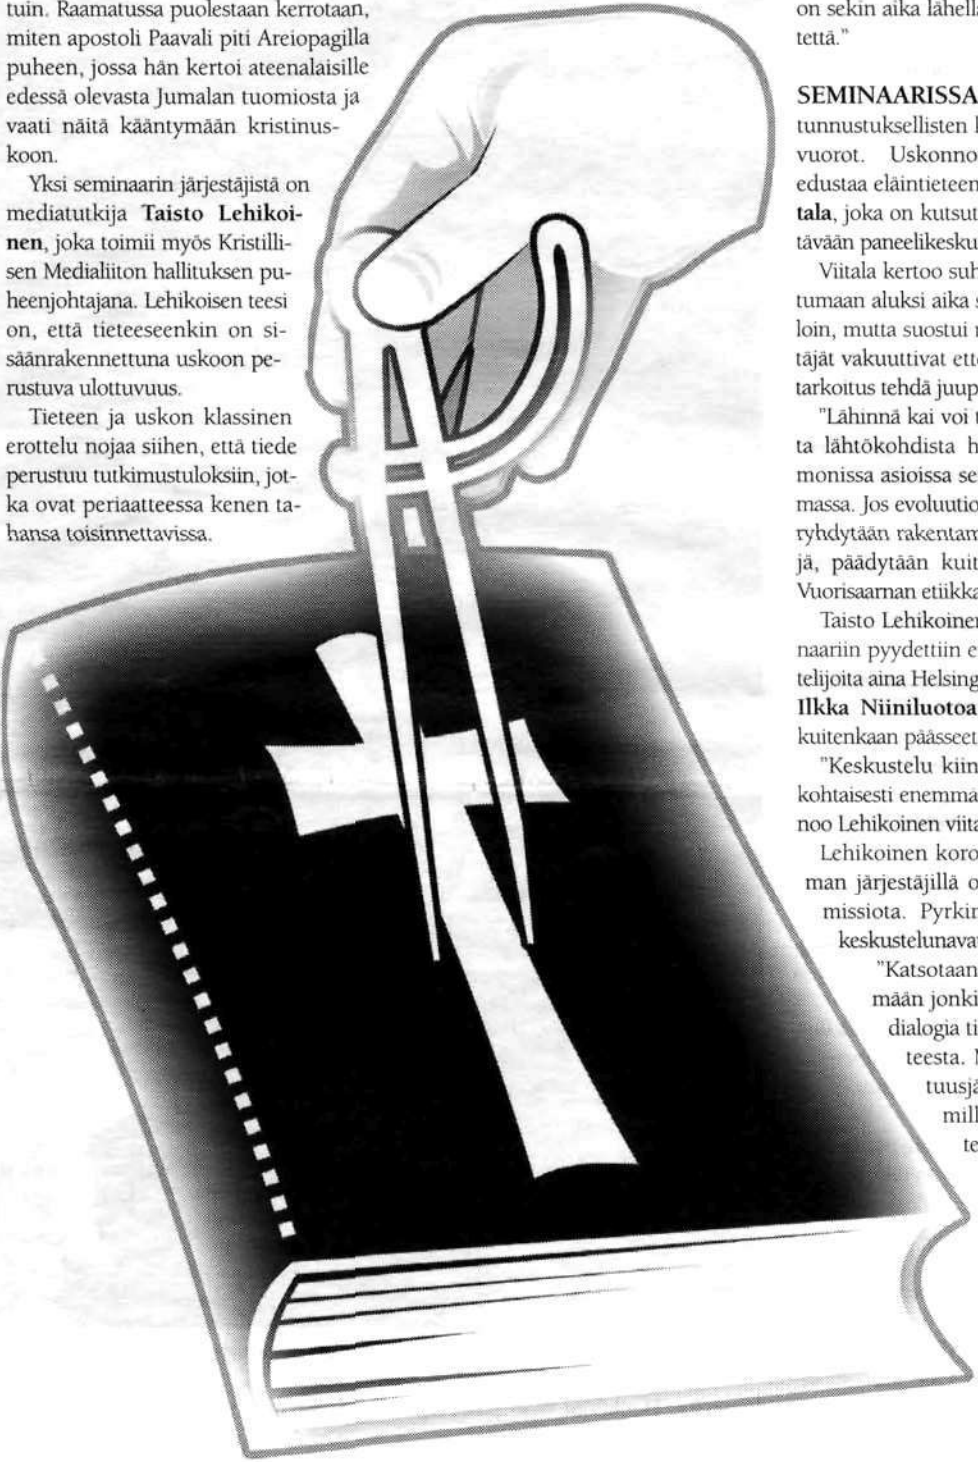 tuin. Raamatussa puolestaan kerrotaan,
miten apostoli Paavali piti Areiopagilla
puheen, jossa hän kertoi ateenalaisille
edessä olevasta Jumalan tuomiosta ja
vaati näitä kääntymään kristinus-
koon.
Yksi seminaarin järjestäjistä on
mediatutkija Taisto Lehikoi-
nen, joka toimii myös Kristilli-
sen Medialiiton hallituksen pu-
heenjohtajana. Lehikoisen teesi
on, että tieteeseenkin on si-
säänrakennettuna uskoon pe-
rustuva ulottuvuus.
Tieteen ja uskon klassinen
erottelu nojaa siihen, että tiede
perustuu tutkimustuloksiin, jot-
ka ovat periaatteessa kenen ta-
hansa toisinnettavissa.
on sekin aika lähellä
tettä."
SEMINAARISSA
tunnustuksellisten
vuorot. Uskonno
edustaa eläintieteen
tala, joka on kutsut
tävään paneelikesku
Viitala kertoo suh
tumaan aluksi aika s
loin, mutta suostui
täjät vakuuttivat ett
tarkoitus tehdä juup
"Lähinnä kai voi
ta lähtökohdista h
monissa asioissa se
massa. Jos evoluutio
ryhdytään rakentam
jä, päädytään kuit
Vuorisaarnan etiikka
Taisto Lehikoinen
naariin pyydettiin e
telijoita aina Helsing
Ilkka Niiniluotoa
kuitenkaan päässeet
"Keskustelu kiin
kohtaisesti enemmä
noo Lehikoinen viita
Lehikoinen koro
man järjestäjillä o
missiota. Pyrkin
keskustelunava
"Katsotaan
mään jonki
dialogia ti
teesta.
tuusjä
mill
te